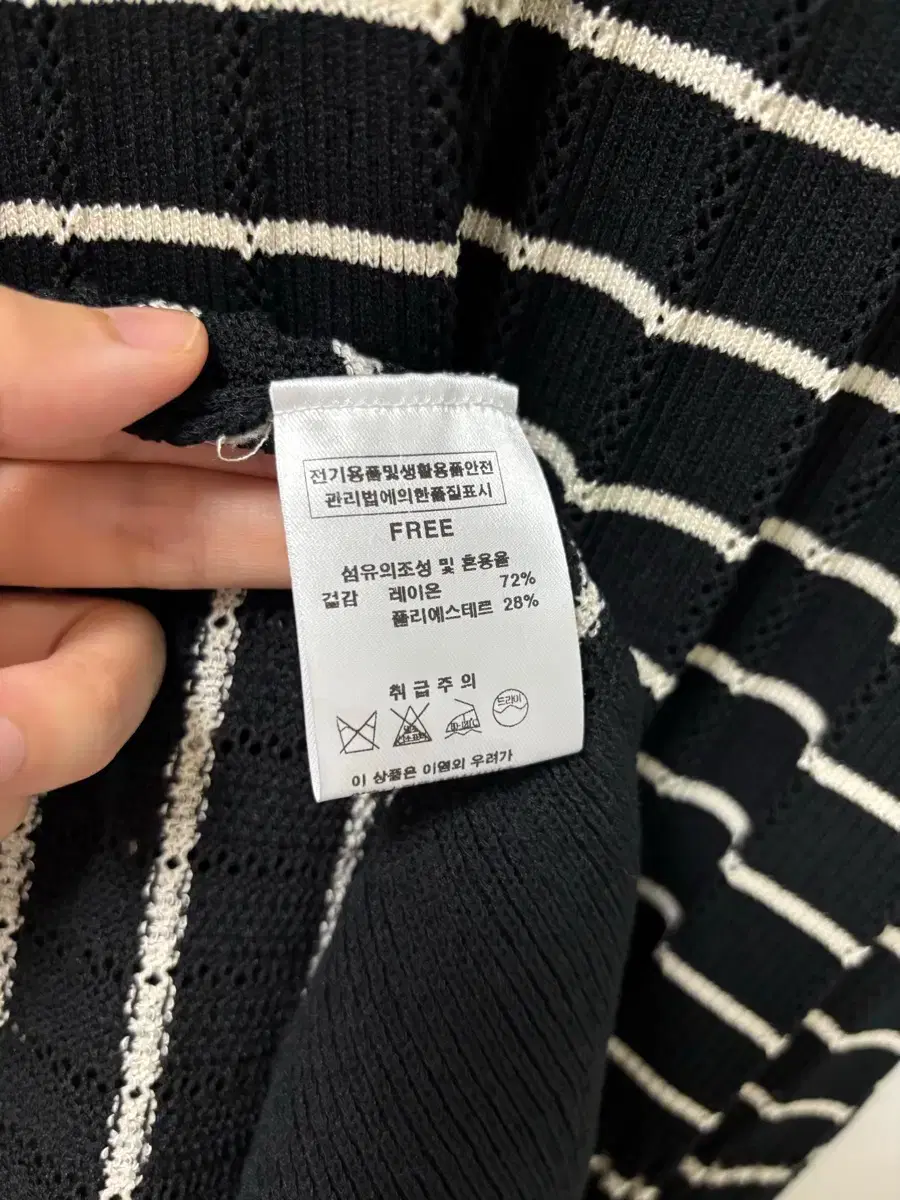 전기용품및생활용품안전
관리법에의한품질표시
FREE
섬유의조성 및 혼용율
겉감 레이온 72%
폴리에스테르 28%
취급주의
드라이
이 상품은 이염의 우려가